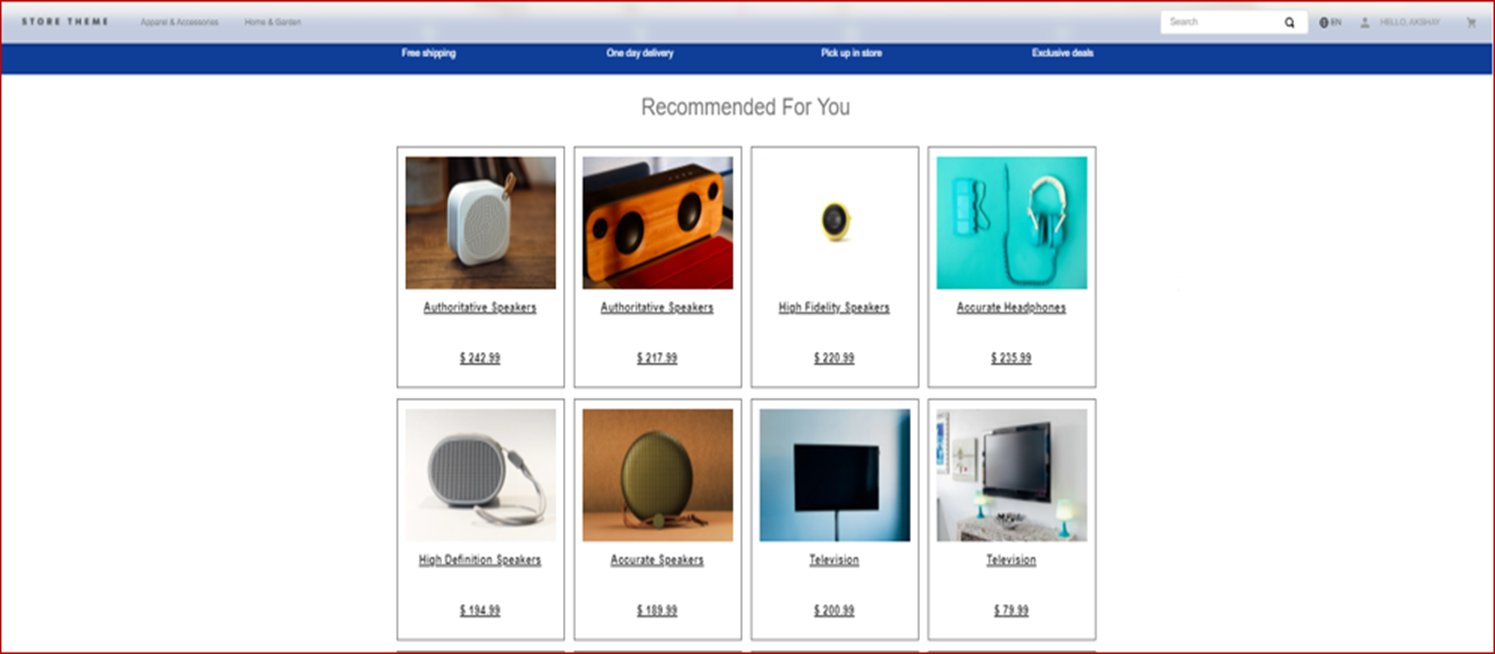 STORE THEME Apparel & Accessories Home & Garden Search EN HELLO, AKSHAY
Free shipping One day delivery Pick up in store Exclusive deals
Recommended For You
Authoritative Speakers Authoritative Speakers High Fidelity Speakers Accurate Headphones
$ 242.99 $ 217.99 $ 220.99 $ 235.99
High Definition Speakers Accurate Speakers Television Television
$ 194.99 $ 189.99 $ 200.99 $ 79.99